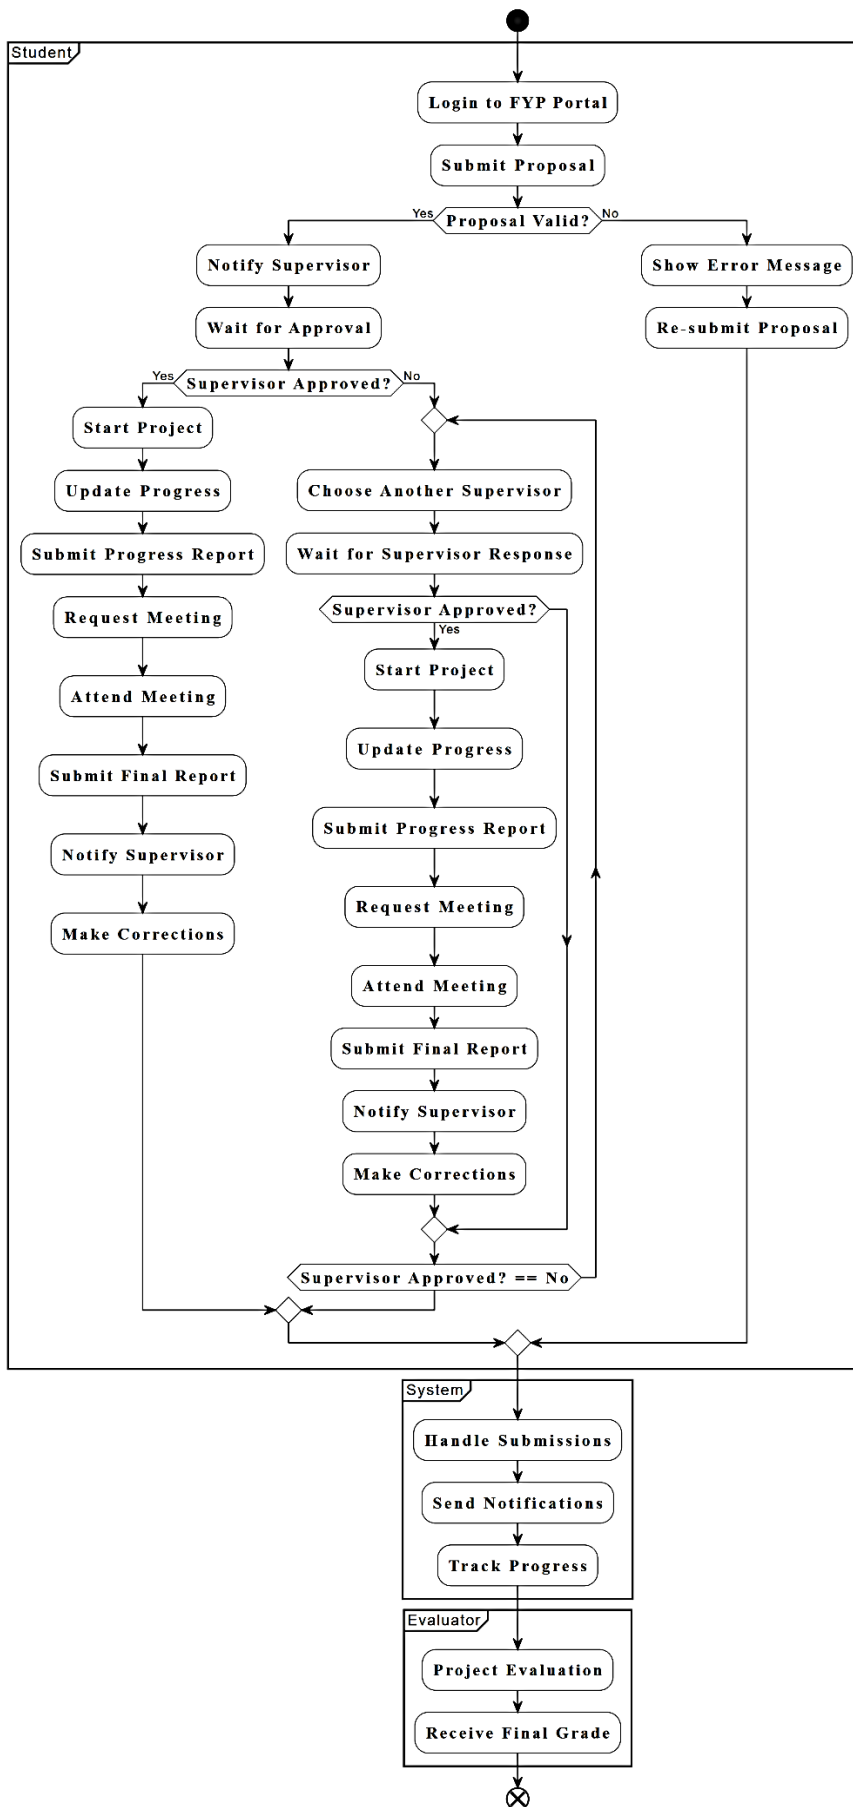 Student
Login to FYP Portal
Submit Proposal
Yes
Proposal Valid?
No
Notify Supervisor
Show Error Message
Wait for Approval
Re-submit Proposal
Yes
Supervisor Approved?
No
Start Project
Update Progress
Submit Progress Report
Request Meeting
Attend Meeting
Submit Final Report
Notify Supervisor
Make Corrections
Choose Another Supervisor
Wait for Supervisor Response
Supervisor Approved?
Yes
Start Project
Update Progress
Submit Progress Report
Request Meeting
Attend Meeting
Submit Final Report
Notify Supervisor
Make Corrections
Supervisor Approved? == No
System
Handle Submissions
Send Notifications
Track Progress
Evaluator
Project Evaluation
Receive Final Grade